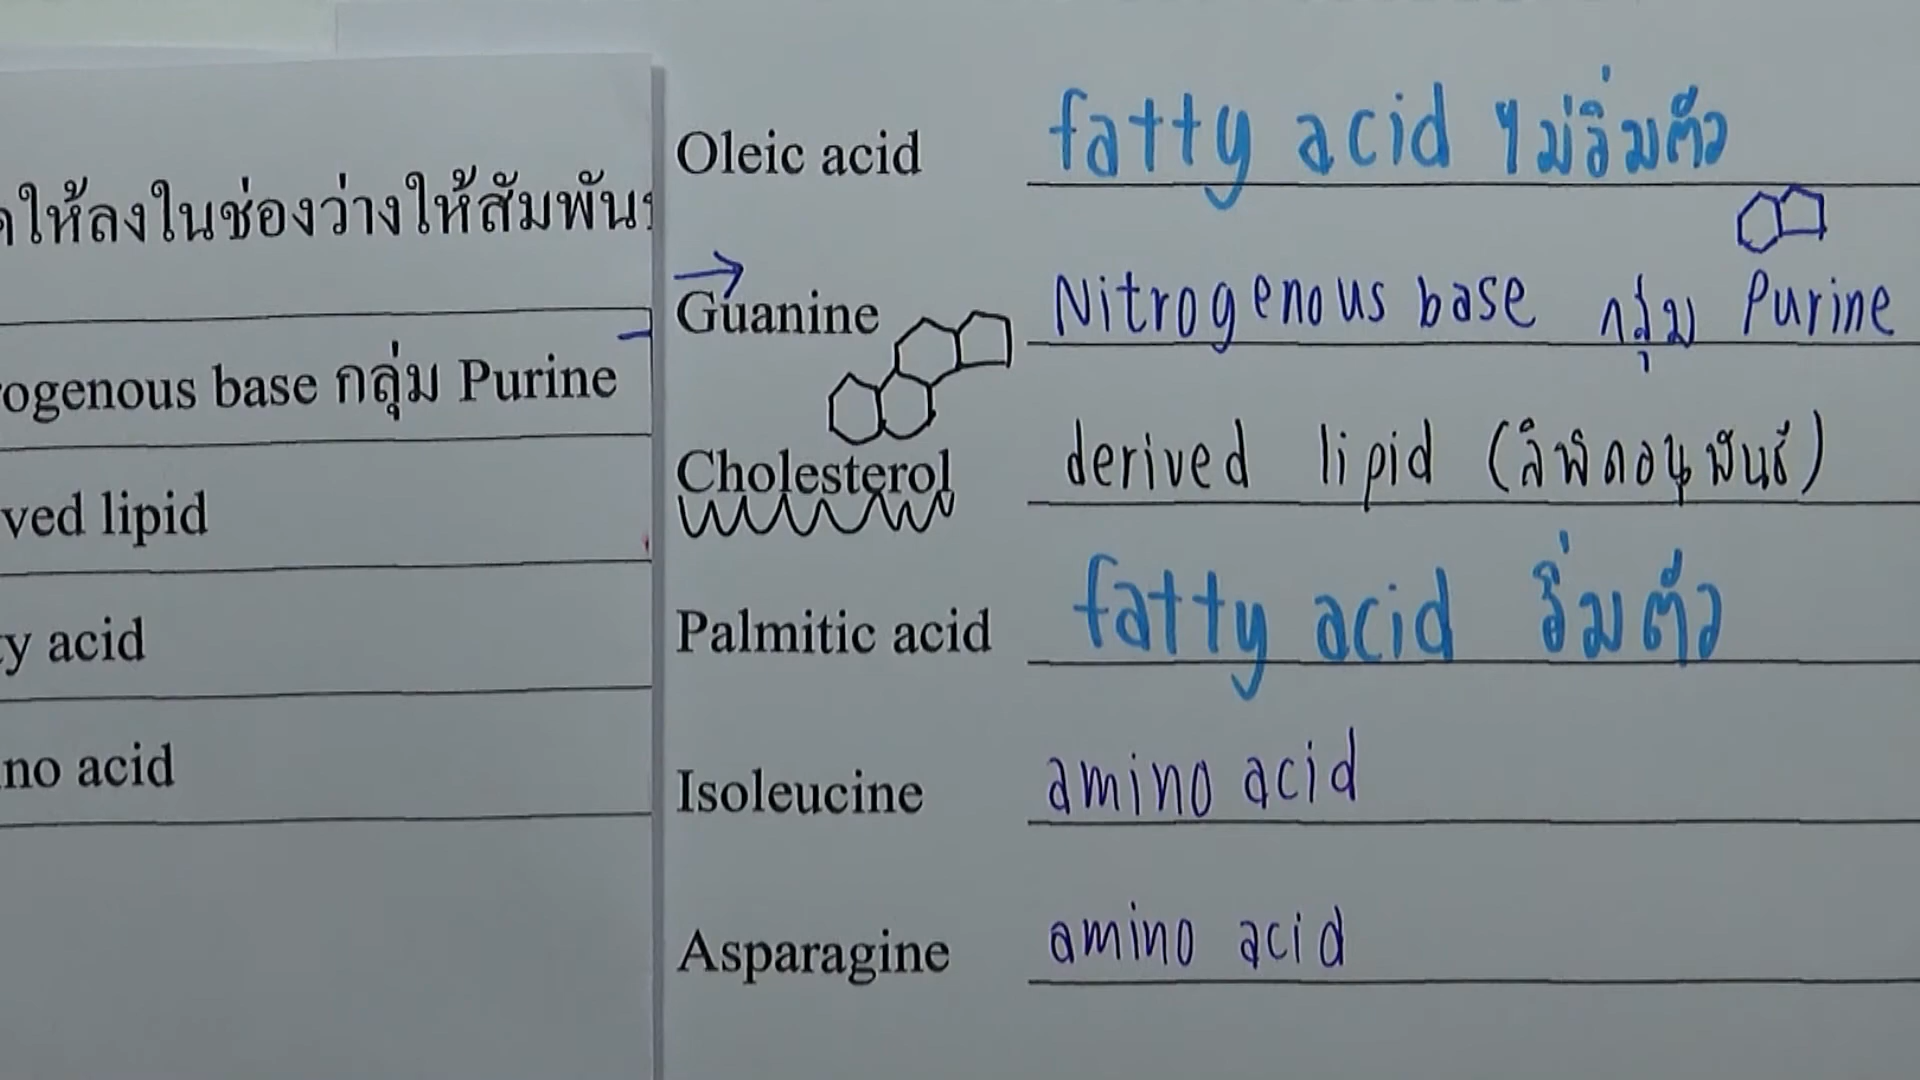 ให้ลงในช่องว่างให้สัมพัน
ogenous base กลุ่ม Purine
ved lipid
y acid
no acid
Oleic acid fatty acid ไม่อิ่มตัว
Guanine Nitrogenous base กลุ่ม Purine
Cholesterol derived lipid (ลิพิดอนุพันธ์)
Palmitic acid fatty acid อิ่มตัว
Isoleucine amino acid
Asparagine amino acid